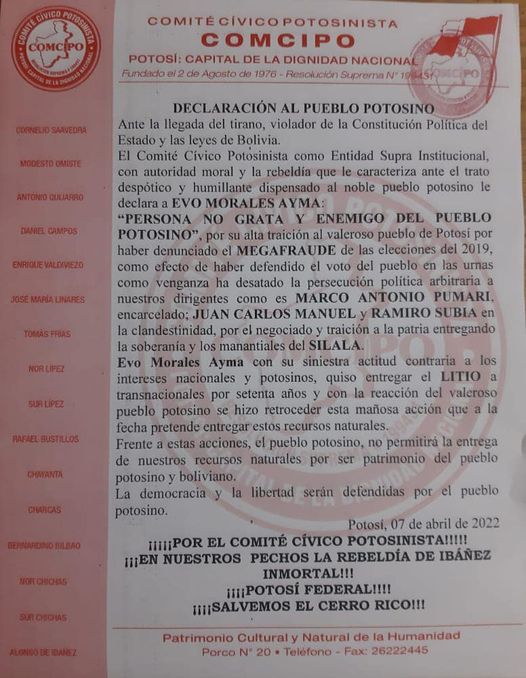 COMITÉ CÍVICO POTOSINISTA
COMCIPO
POTOSÍ: CAPITAL DE LA DIGNIDAD NACIONAL
Fundado el 2 de Agosto de 1976 - Resolución Suprema Nº
COMITÉ CÍVICO POTOSINISTA
COMCIPO
POTOSÍ CAPITAL DE LA DIGNIDAD NACIONAL
COMCIPO
CORNELIO SAAVEDRA
MODESTO OMISTE
ANTONIO QUIJARRO
DANIEL CAMPOS
ENRIQUE VALDIVIEZO
JOSÉ MARÍA LINARES
TOMAS FRÍAS
NOR LÍPEZ
SUR LÍPEZ
RAFAEL BUSTILLOS
CHAYANTA
CHARCAS
BERNARDINO BILBAO
NOR CHICHAS
SUR CHICHAS
ALONSO DE IBAÑEZ
DECLARACIÓN AL PUEBLO POTOSINO
Ante la llegada del tirano, violador de la Constitución Política del
Estado y las leyes de Bolivia.
El Comité Cívico Potosinista como Entidad Supra Institucional,
con autoridad moral y la rebeldía que le caracteriza ante el trato
despótico y humillante dispensado al noble pueblo potosino le
declara a EVO MORALES AYMA:
“PERSONA NO GRATA Y ENEMIGO DEL PUEBLO
POTOSINO”, por su alta traición al valeroso pueblo de Potosí por
haber denunciado el MEGAFRAUDE de las elecciones del 2019,
como efecto de haber defendido el voto del pueblo en las urnas
como venganza ha desatado la persecución política arbitraria a
nuestros dirigentes como es MARCO ANTONIO PUMARI,
encarcelado; JUAN CARLOS MANUEL y RAMIRO SUBIA en
la clandestinidad, por el negociado y traición a la patria entregando
la soberanía y los manantiales del SILALA.
Evo Morales Ayma con su siniestra actitud contraria a los
intereses nacionales y potosinos, quiso entregar el LITIO a
transnacionales por setenta años y con la reacción del valeroso
pueblo potosino se hizo retroceder esta mañosa acción que a la
fecha pretende entregar estos recursos naturales.
Frente a estas acciones, el pueblo potosino, no permitirá la entrega
de nuestros recursos naturales por ser patrimonio del pueblo
potosino y boliviano.
La democracia y la libertad serán defendidas por el pueblo
potosino.
Potosí, 07 de abril de 2022
¡¡¡¡¡POR EL COMITÉ CÍVICO POTOSINISTA!!!!!
¡¡¡EN NUESTROS PECHOS LA REBELDÍA DE IBÁÑEZ
INMORTAL!!!
¡¡¡¡POTOSÍ FEDERAL!!!!
¡¡¡¡SALVEMOS EL CERRO RICO!!!
Patrimonio Cultural y Natural de la Humanidad
Porco N° 20 • Teléfono - Fax: 26222445